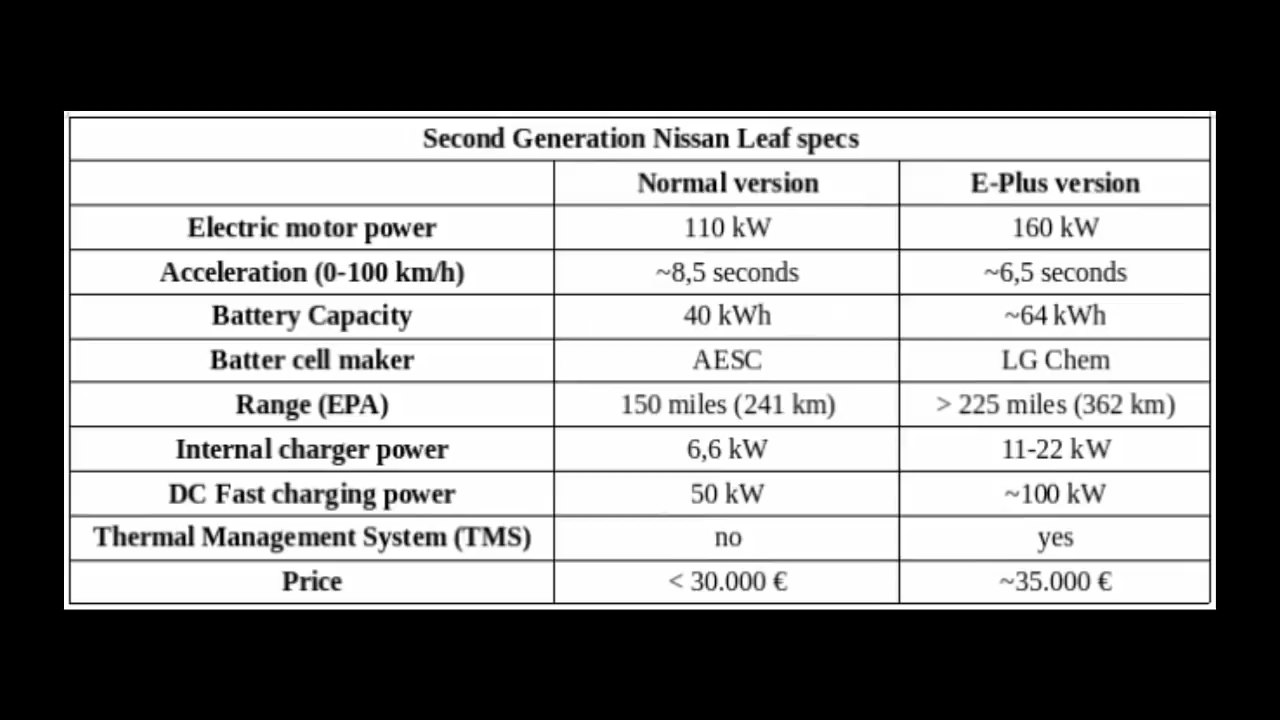 Second Generation Nissan Leaf specs
Normal version E-Plus version
Electric motor power 110 kW 160 kW
Acceleration (0-100 km/h) ~8,5 seconds ~6,5 seconds
Battery Capacity 40 kWh ~64 kWh
Batter cell maker AESC LG Chem
Range (EPA) 150 miles (241 km) > 225 miles (362 km)
Internal charger power 6,6 kW 11-22 kW
DC Fast charging power 50 kW ~100 kW
Thermal Management System (TMS) no yes
Price < 30.000 € ~35.000 €